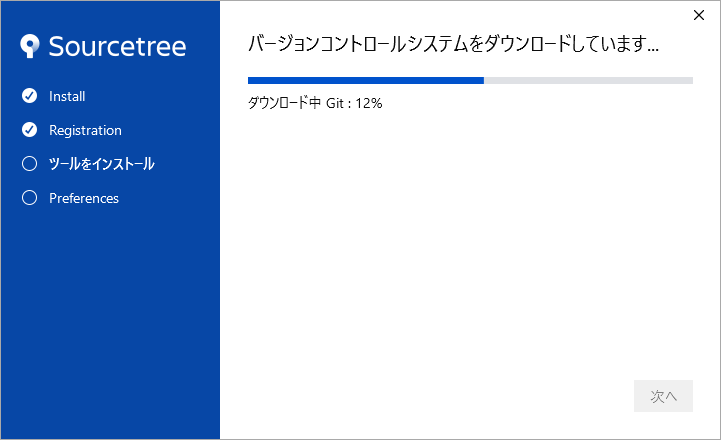 Sourcetree
Install
Registration
ツールをインストール
Preferences
バージョンコントロールシステムをダウンロードしています...
ダウンロード中 Git : 12%
次へ